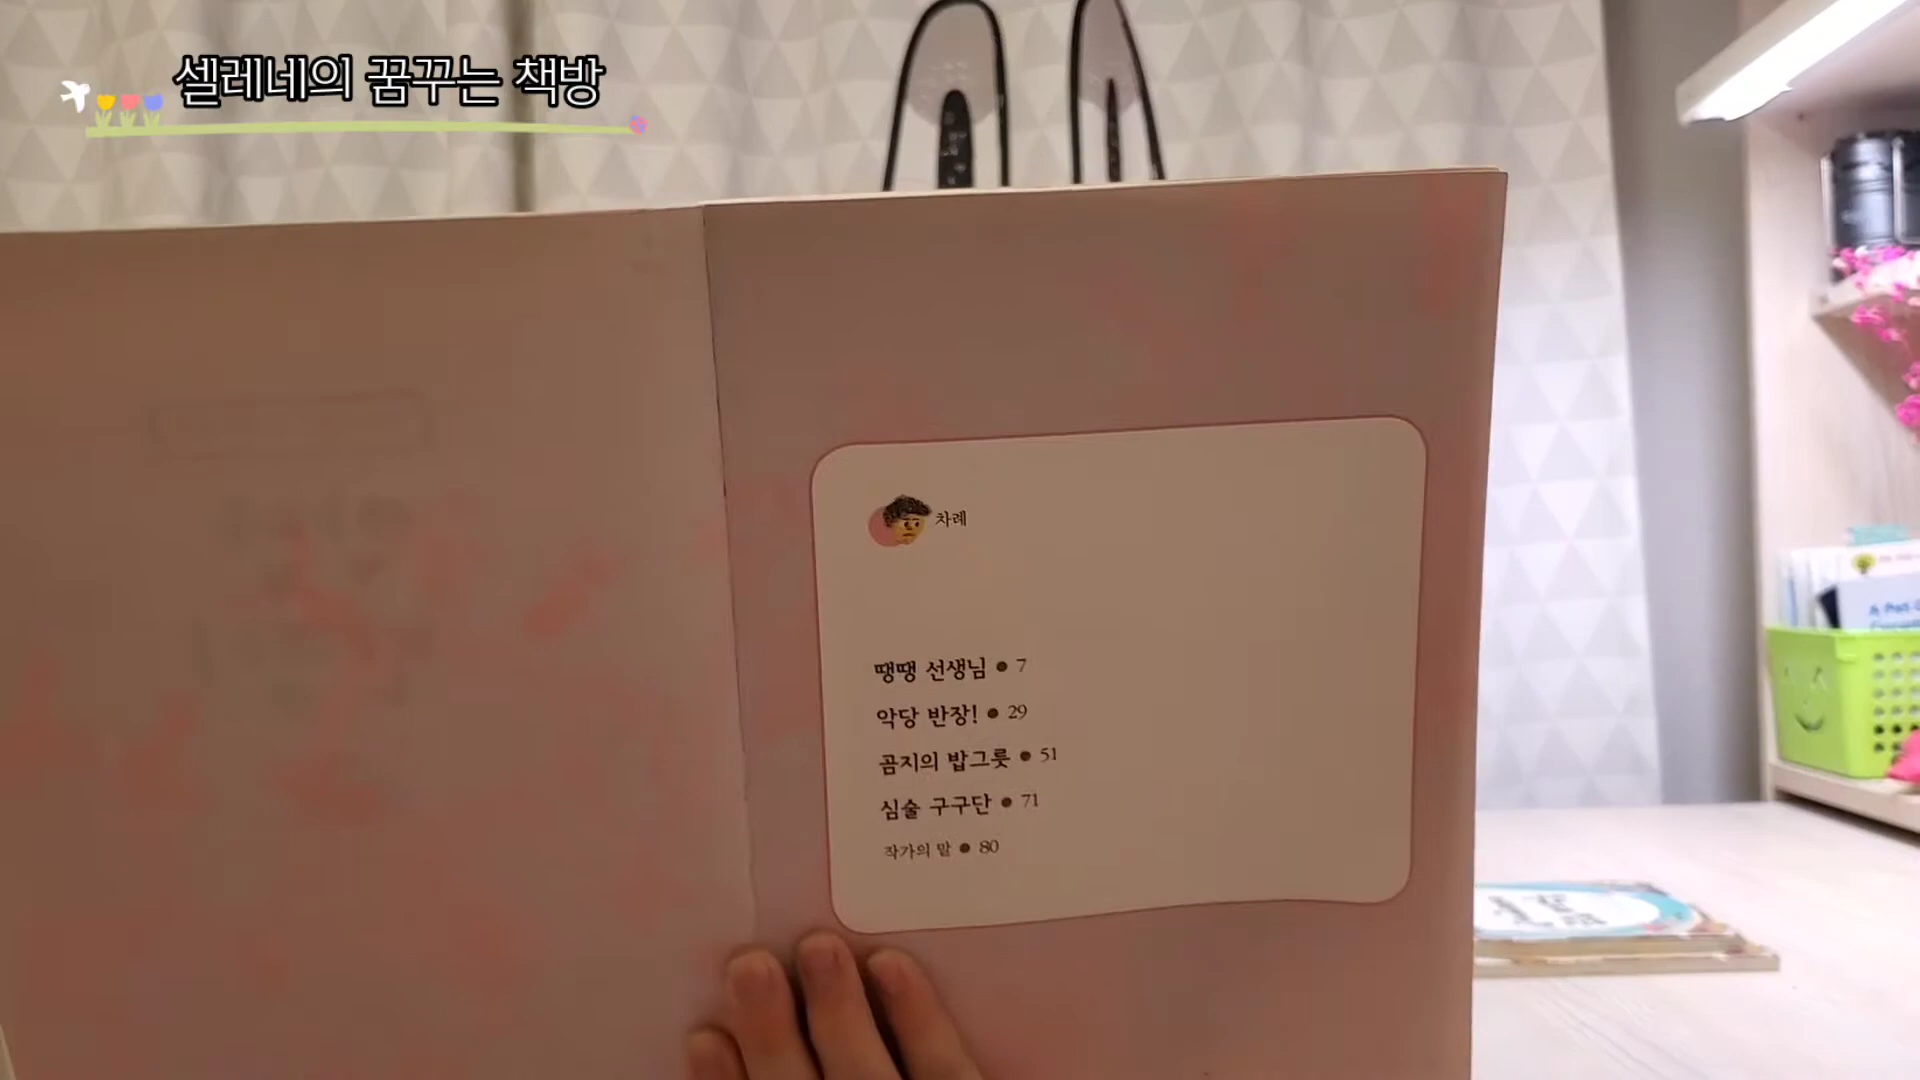 셀레네의 꿈꾸는 책방
차례
땡땡 선생님 ● 7
악당 반장! ● 29
곰지의 밥그릇 ● 51
심술 구구단 ● 71
작가의 말 ● 80